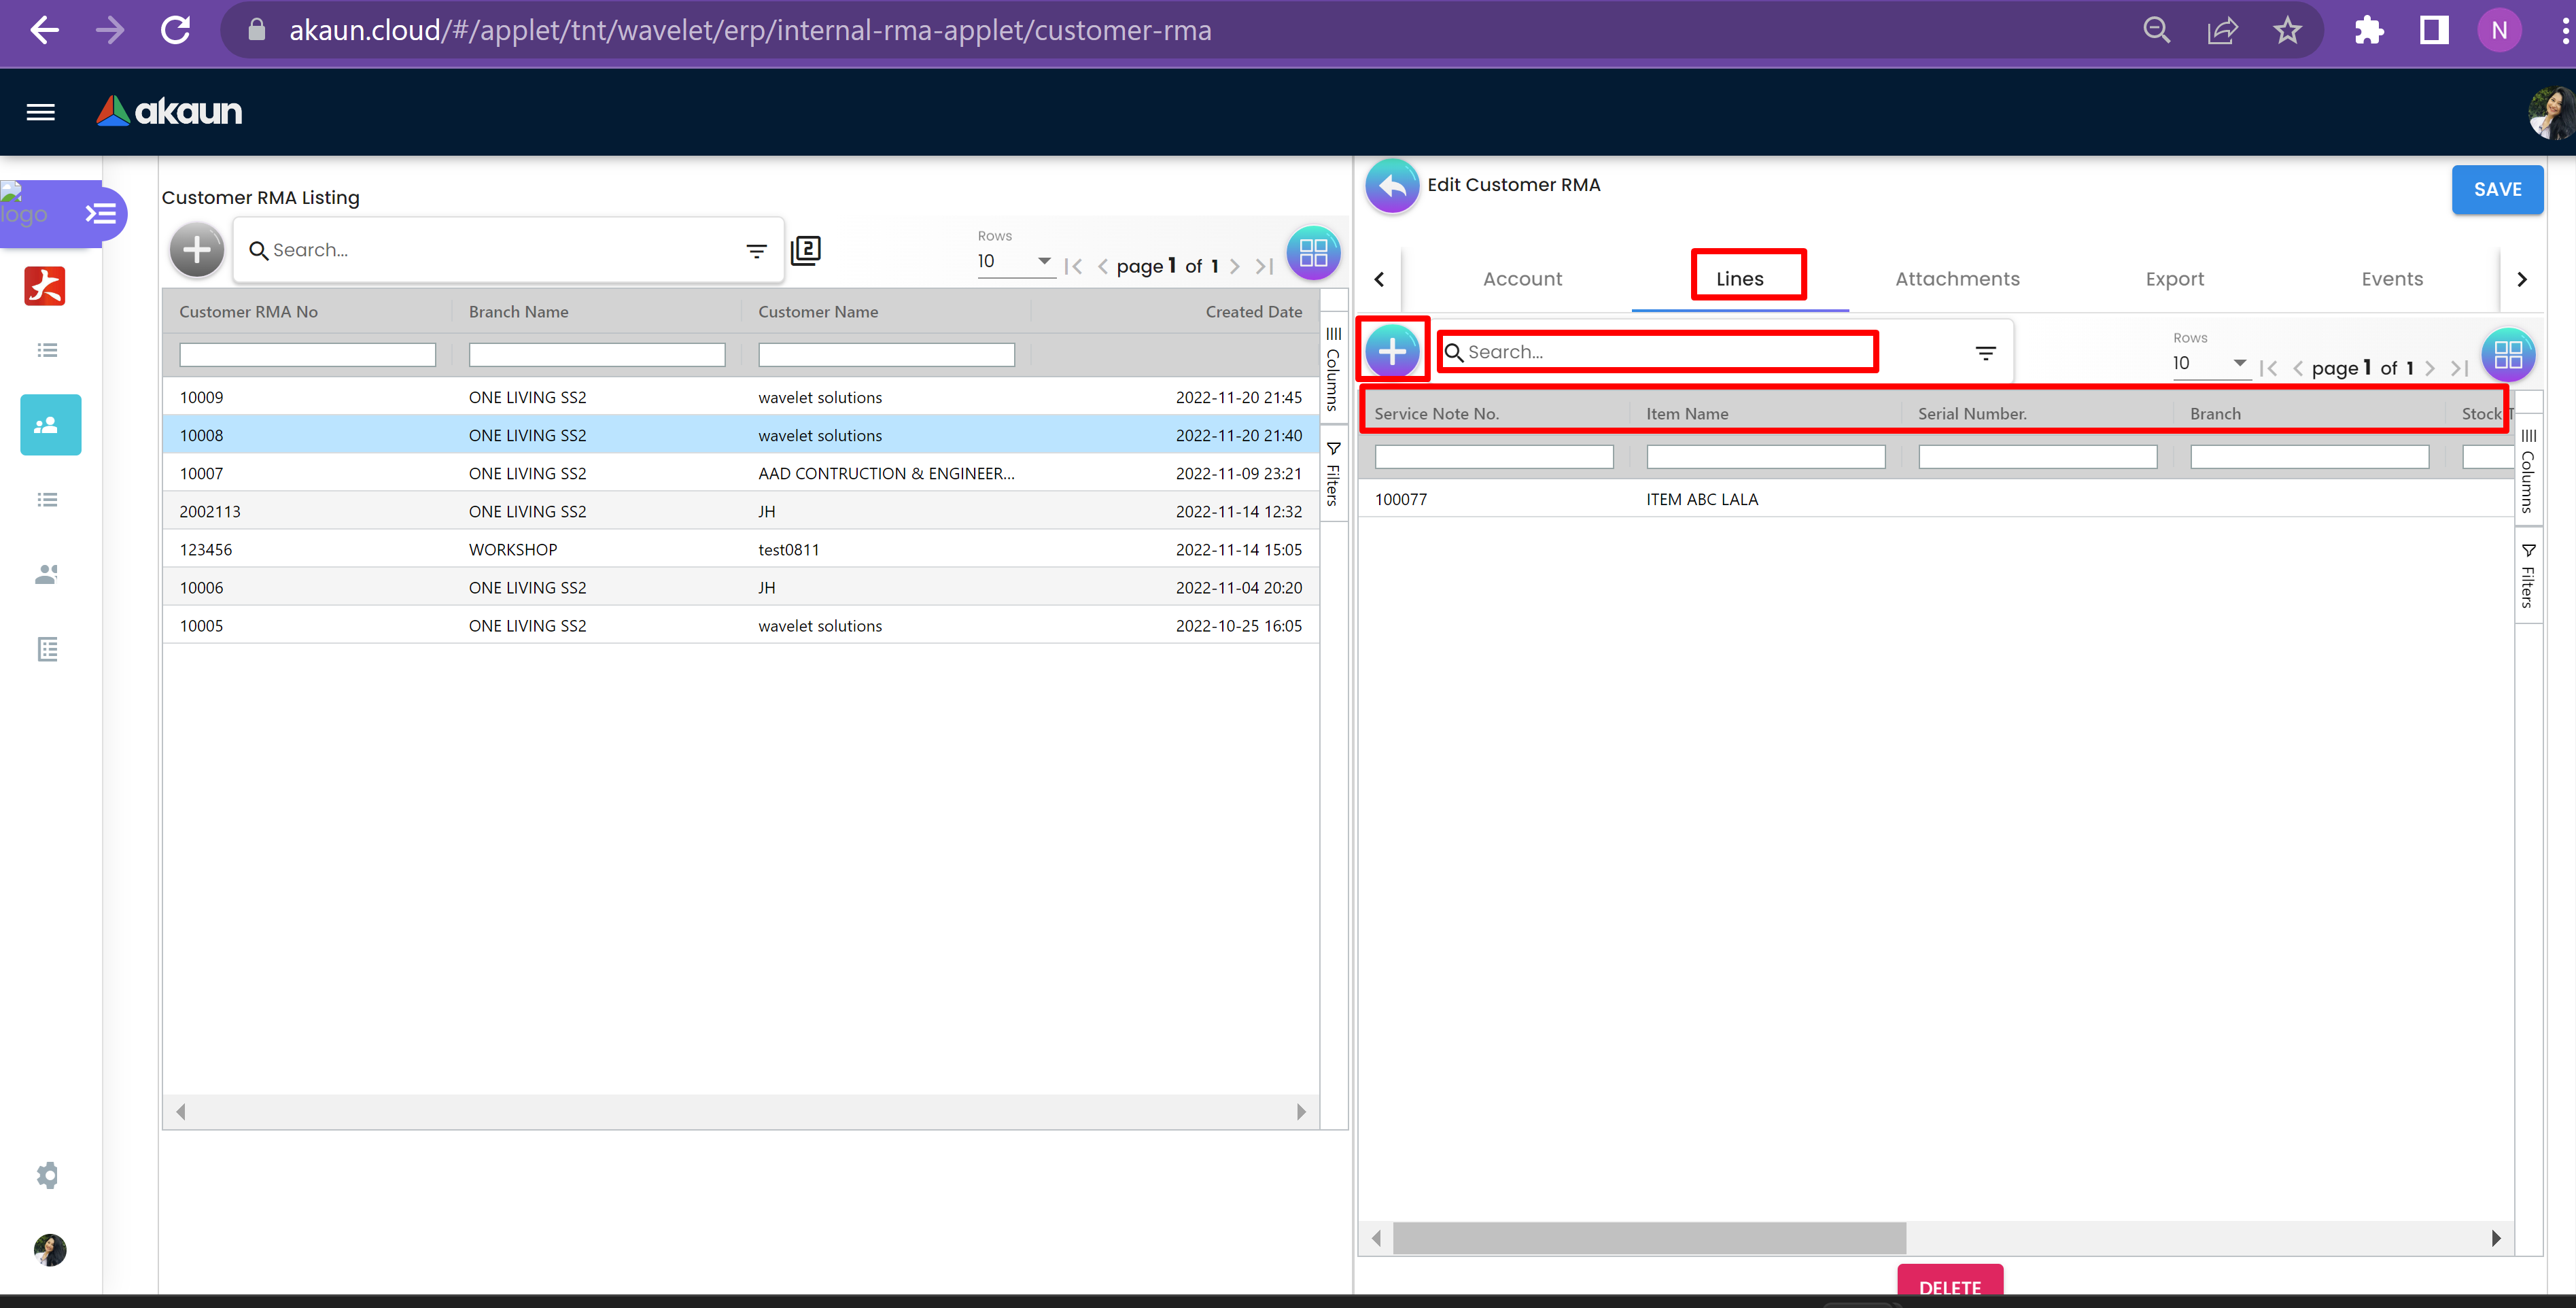 akaun.cloud/#/applet/tnt/wavelet/erp/internal-rma-applet/customer-rma
N
akaun
logo
Customer RMA Listing
Search...
2
Rows
10
page 1 of 1
Customer RMA No Branch Name Customer Name Created Date
10009 ONE LIVING SS2 wavelet solutions 2022-11-20 21:45
10008 ONE LIVING SS2 wavelet solutions 2022-11-20 21:40
10007 ONE LIVING SS2 AAD CONTRUCTION & ENGINEER... 2022-11-09 23:21
2002113 ONE LIVING SS2 JH 2022-11-14 12:32
123456 WORKSHOP test0811 2022-11-14 15:05
10006 ONE LIVING SS2 JH 2022-11-04 20:20
10005 ONE LIVING SS2 wavelet solutions 2022-10-25 16:05
Columns
Filters
Edit Customer RMA
SAVE
Account Lines Attachments Export Events
Search...
Rows
10
page 1 of 1
Service Note No. Item Name Serial Number. Branch Stock T
100077 ITEM ABC LALA
Columns
Filters
DELETE